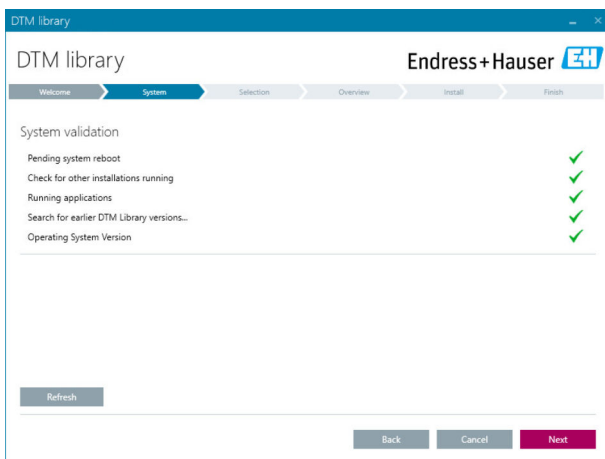 DTM library
DTM library
Endress+Hauser EH
Welcome System Selection Overview Install Finish
System validation
Pending system reboot
Check for other installations running
Running applications
Search for earlier DTM Library versions...
Operating System Version
Refresh
Back Cancel Next